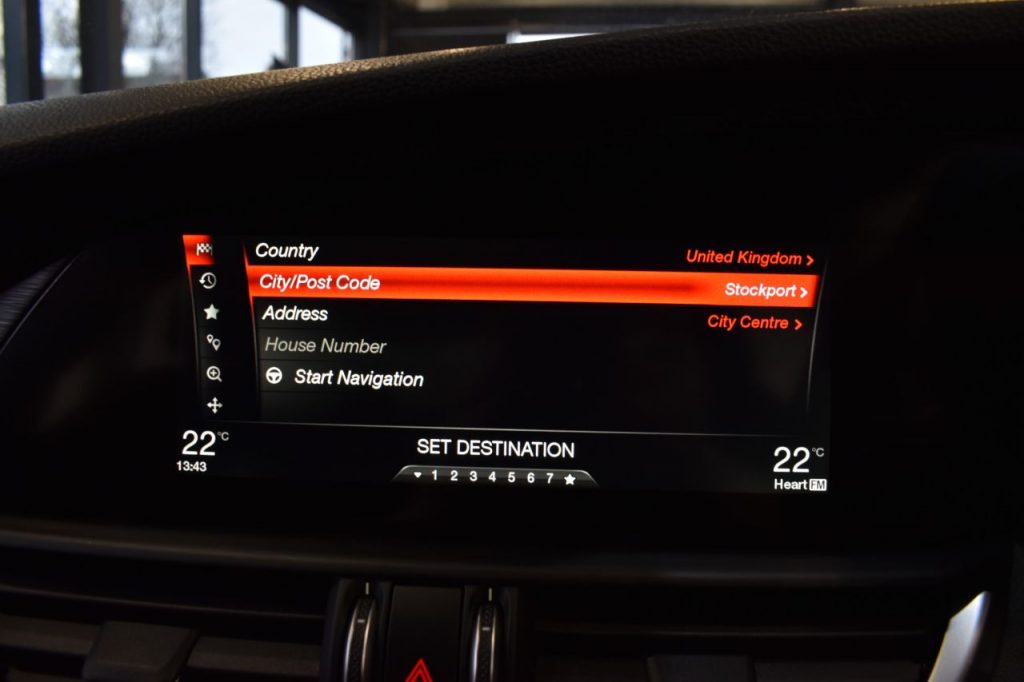 Country United Kingdom >
City/Post Code Stockport >
Address City Centre >
House Number
Start Navigation
22°C SET DESTINATION 22°C
13:43 1 2 3 4 5 6 7 Heart FM